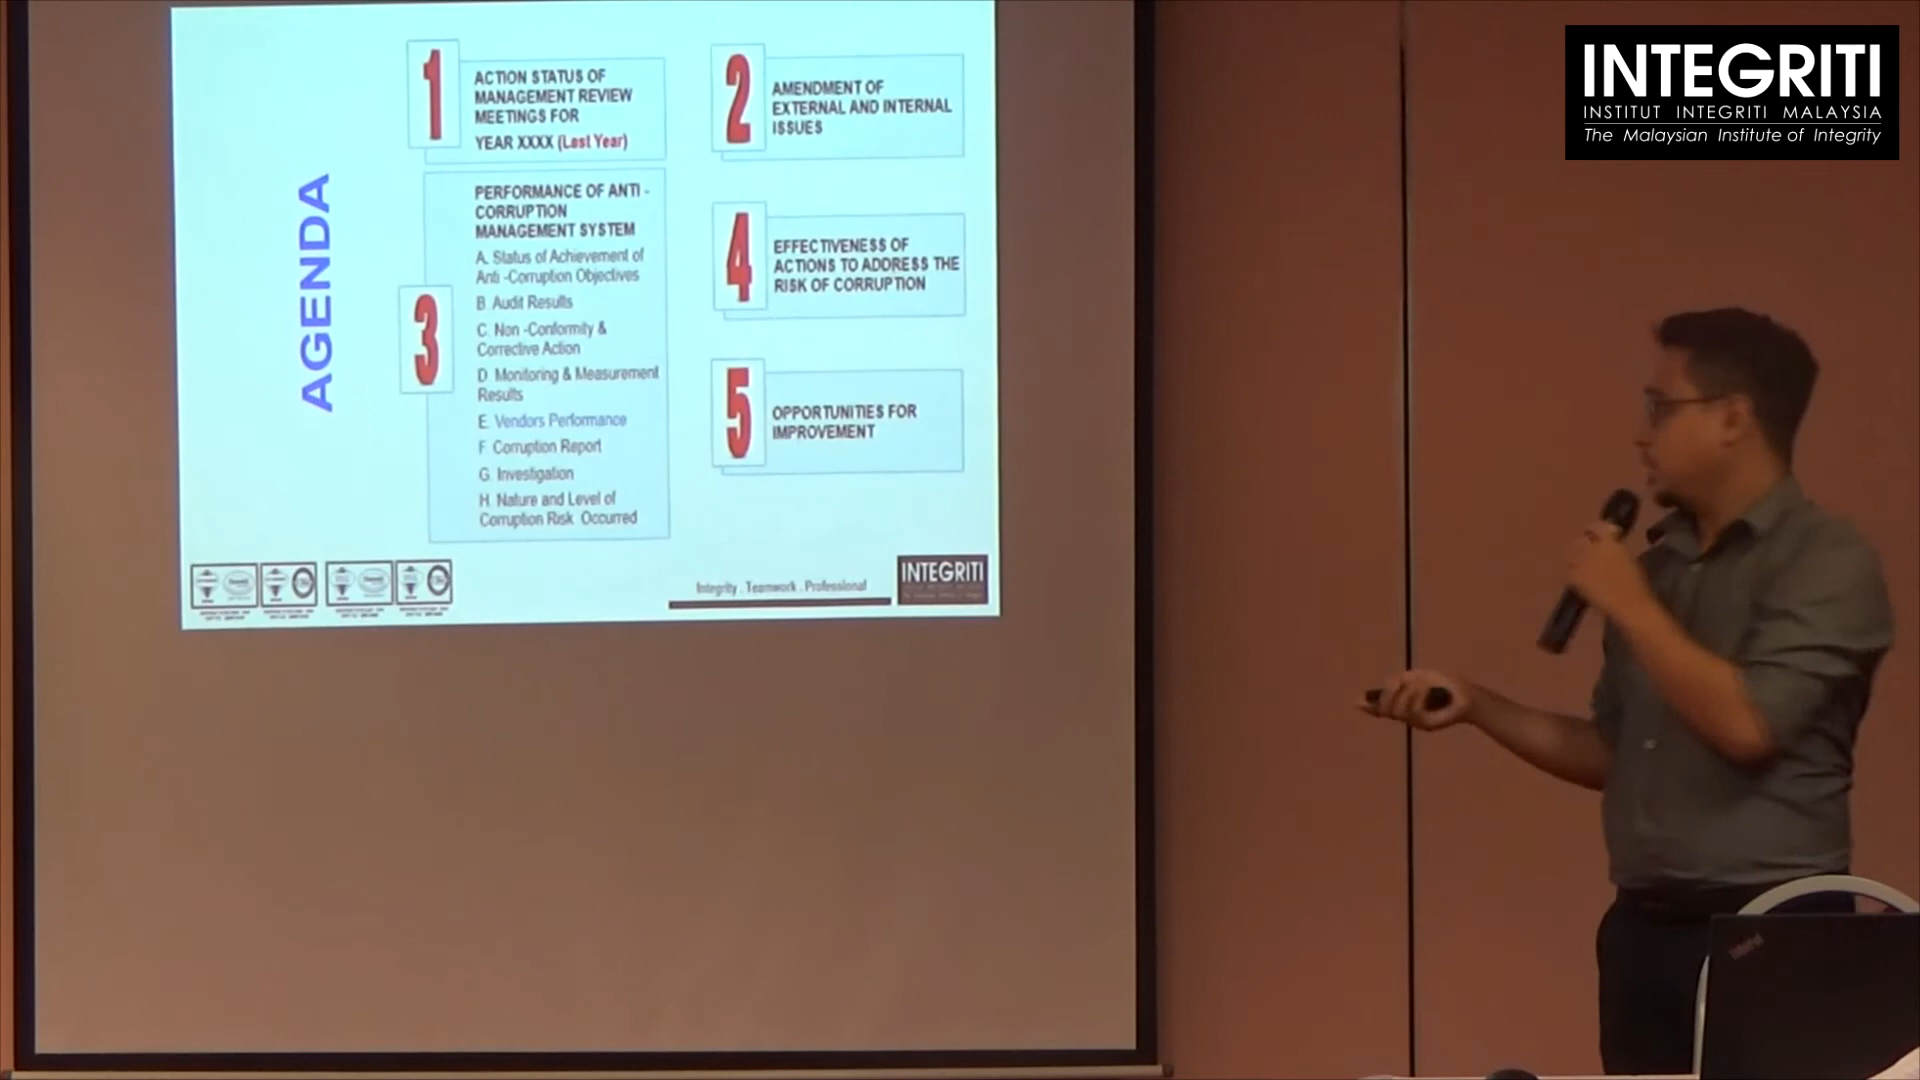 INTEGRITI
INSTITUT INTEGRITI MALAYSIA
The Malaysian Institute of Integrity
AGENDA
1
ACTION STATUS OF
MANAGEMENT REVIEW
MEETINGS FOR
YEAR XXXX (Last Year)
2
AMENDMENT OF
EXTERNAL AND INTERNAL
ISSUES
3
PERFORMANCE OF ANTI -
CORRUPTION
MANAGEMENT SYSTEM
A. Status of Achievement of
Anti -Corruption Objectives
B. Audit Results
C. Non -Conformity &
Corrective Action
D. Monitoring & Measurement
Results
E. Vendors Performance
F. Corruption Report
G. Investigation
H. Nature and Level of
Corruption Risk Occurred
4
EFFECTIVENESS OF
ACTIONS TO ADDRESS THE
RISK OF CORRUPTION
5
OPPORTUNITIES FOR
IMPROVEMENT
Integrity . Teamwork . Professional
INTEGRITI
ThinkPad